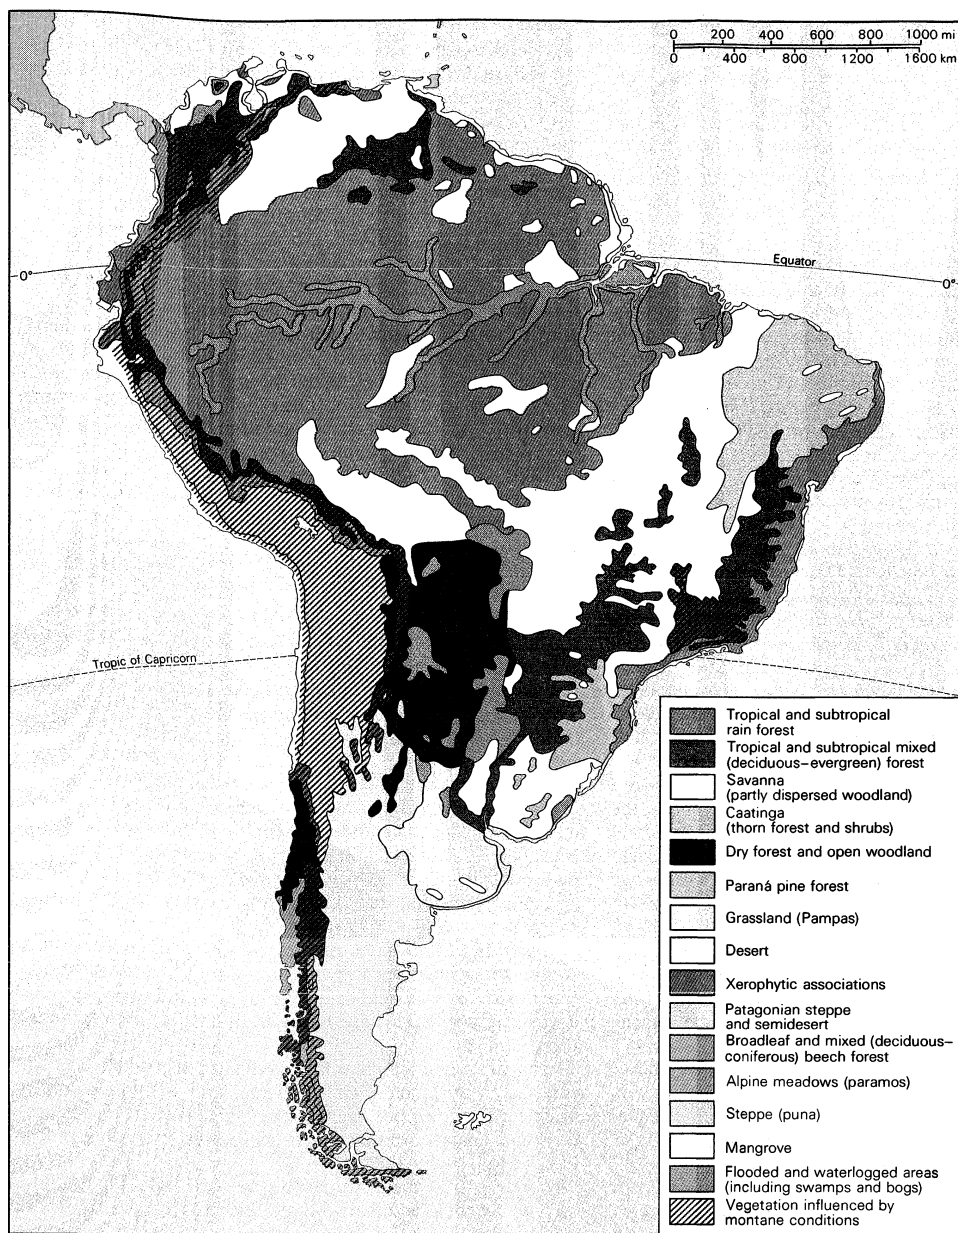 0 200 400 600 800 1000 mi
0 400 800 1200 1600 km
Equator
0°
0°
Tropic of Capricorn
Tropical and subtropical
rain forest
Tropical and subtropical mixed
(deciduous–evergreen) forest
Savanna
(partly dispersed woodland)
Caatinga
(thorn forest and shrubs)
Dry forest and open woodland
Paraná pine forest
Grassland (Pampas)
Desert
Xerophytic associations
Patagonian steppe
and semidesert
Broadleaf and mixed (deciduous–
coniferous) beech forest
Alpine meadows (paramos)
Steppe (puna)
Mangrove
Flooded and waterlogged areas
(including swamps and bogs)
Vegetation influenced by
montane conditions